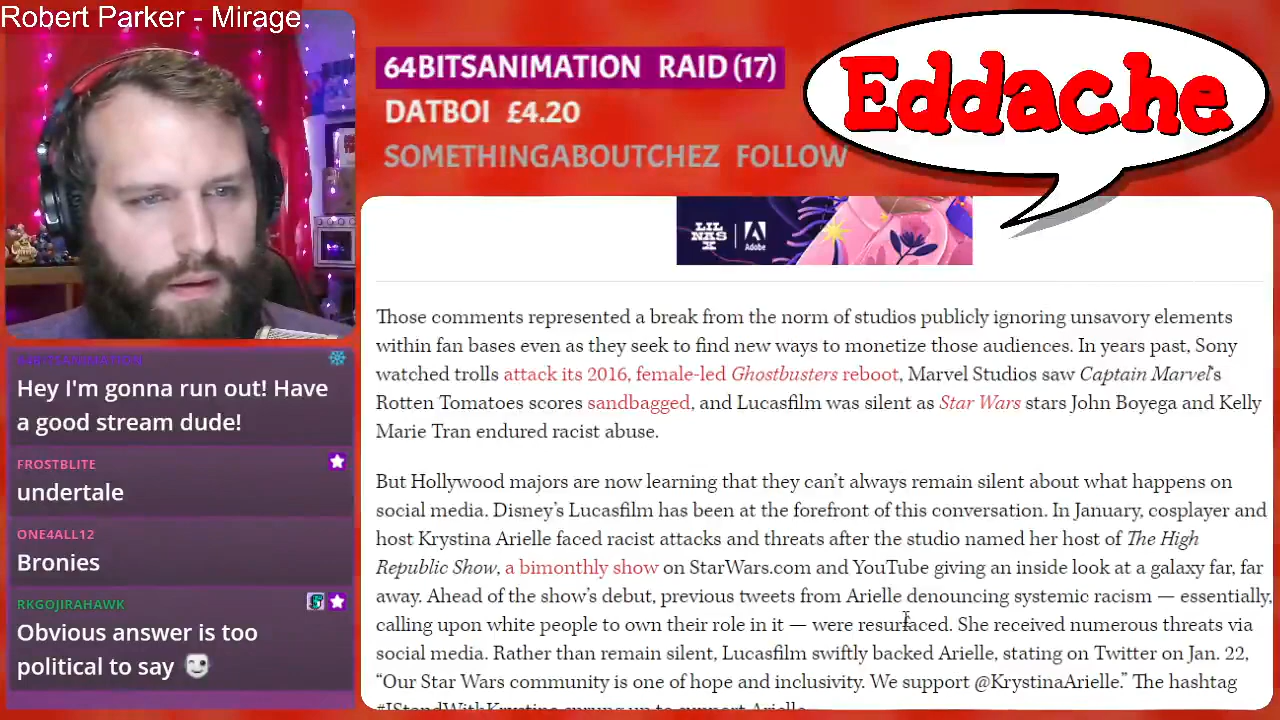 Robert Parker - Mirage.
64BITSANIMATION RAID (17)
DATBOI £4.20
SOMETHINGABOUTCHEZ FOLLOW
Eddache
LIL NAS X
Adobe
64BITSANIMATION
Hey I'm gonna run out! Have
a good stream dude!
FROSTBLITE
undertale
ONE4ALL12
Bronies
RKGOJIRAHAWK
Obvious answer is too
political to say
Those comments represented a break from the norm of studios publicly ignoring unsavory elements
within fan bases even as they seek to find new ways to monetize those audiences. In years past, Sony
watched trolls attack its 2016, female-led Ghostbusters reboot, Marvel Studios saw Captain Marvel's
Rotten Tomatoes scores sandbagged, and Lucasfilm was silent as Star Wars stars John Boyega and Kelly
Marie Tran endured racist abuse.
But Hollywood majors are now learning that they can't always remain silent about what happens on
social media. Disney's Lucasfilm has been at the forefront of this conversation. In January, cosplayer and
host Krystina Arielle faced racist attacks and threats after the studio named her host of The High
Republic Show, a bimonthly show on StarWars.com and YouTube giving an inside look at a galaxy far, far
away. Ahead of the show's debut, previous tweets from Arielle denouncing systemic racism — essentially,
calling upon white people to own their role in it — were resurfaced. She received numerous threats via
social media. Rather than remain silent, Lucasfilm swiftly backed Arielle, stating on Twitter on Jan. 22,
“Our Star Wars community is one of hope and inclusivity. We support @KrystinaArielle.” The hashtag
#IStandWithKrystina sprung up to support Arielle.